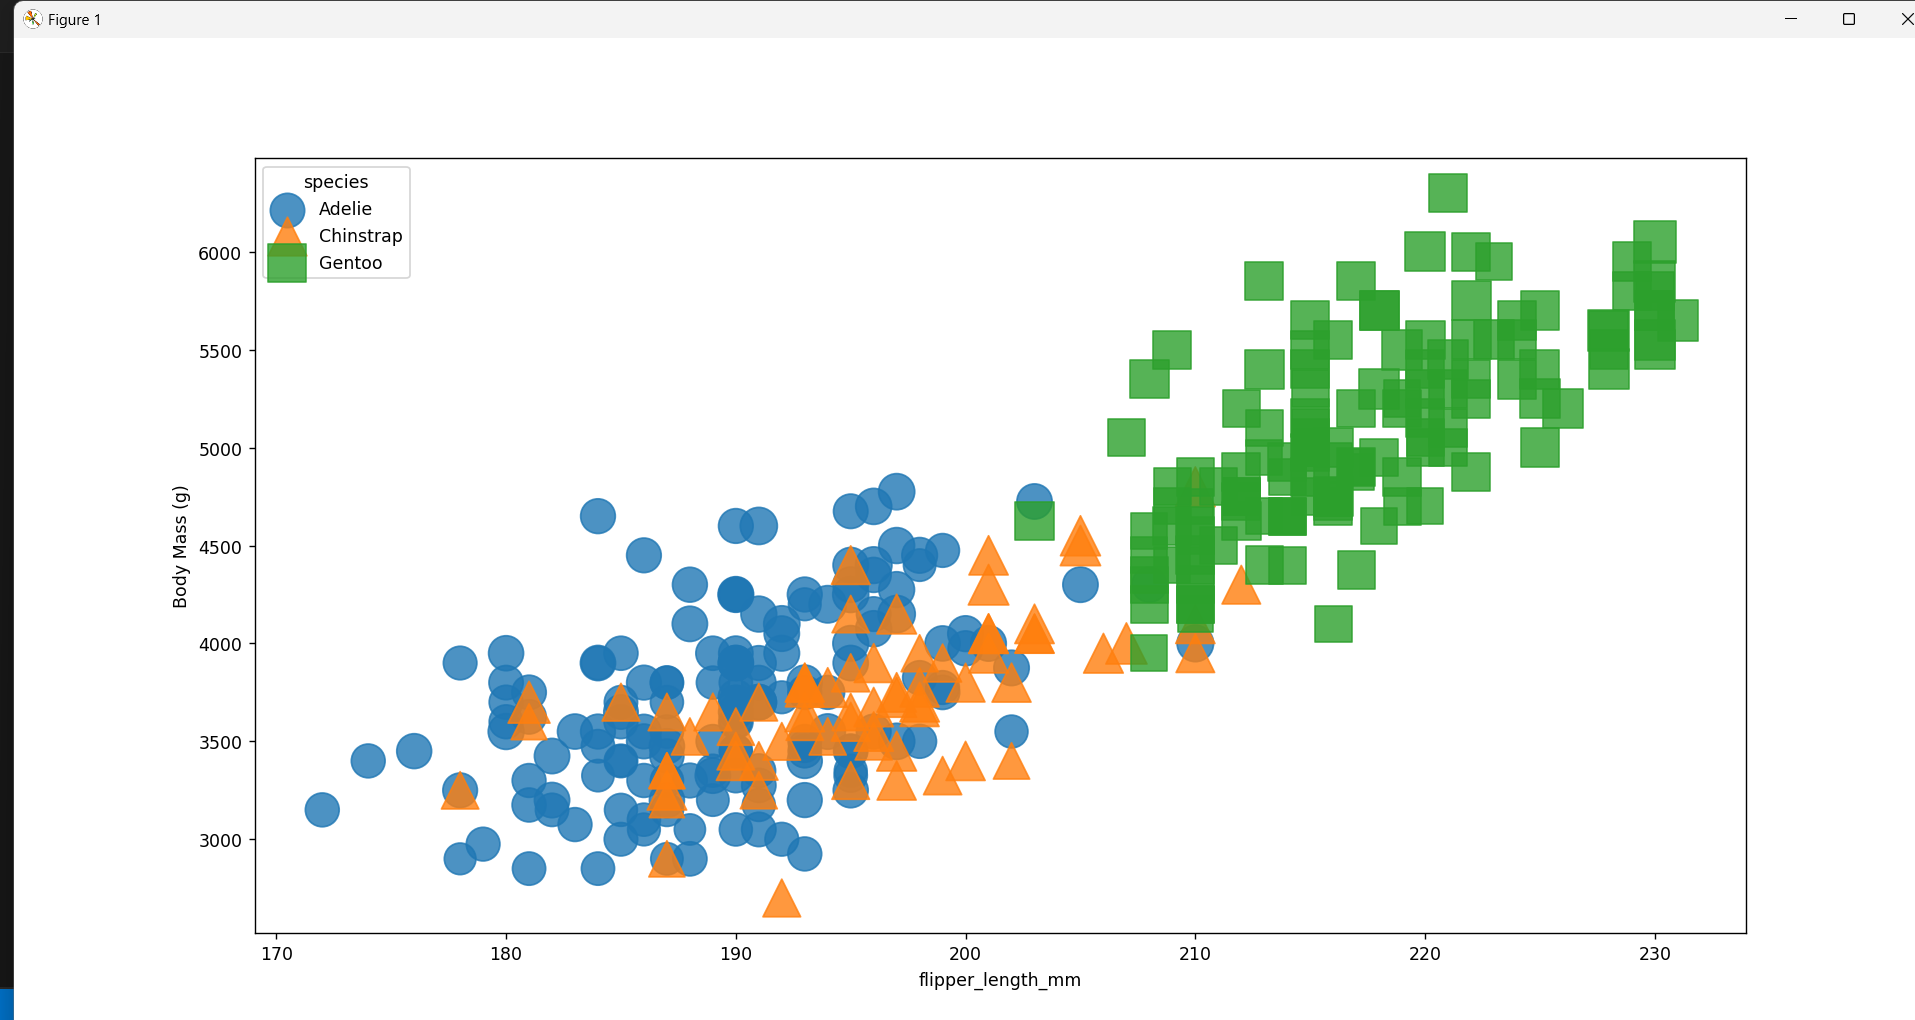 Figure 1
species
Adelie
Chinstrap
Gentoo
6000
5500
5000
4500
4000
3500
3000
Body Mass (g)
170 180 190 200 210 220 230
flipper_length_mm